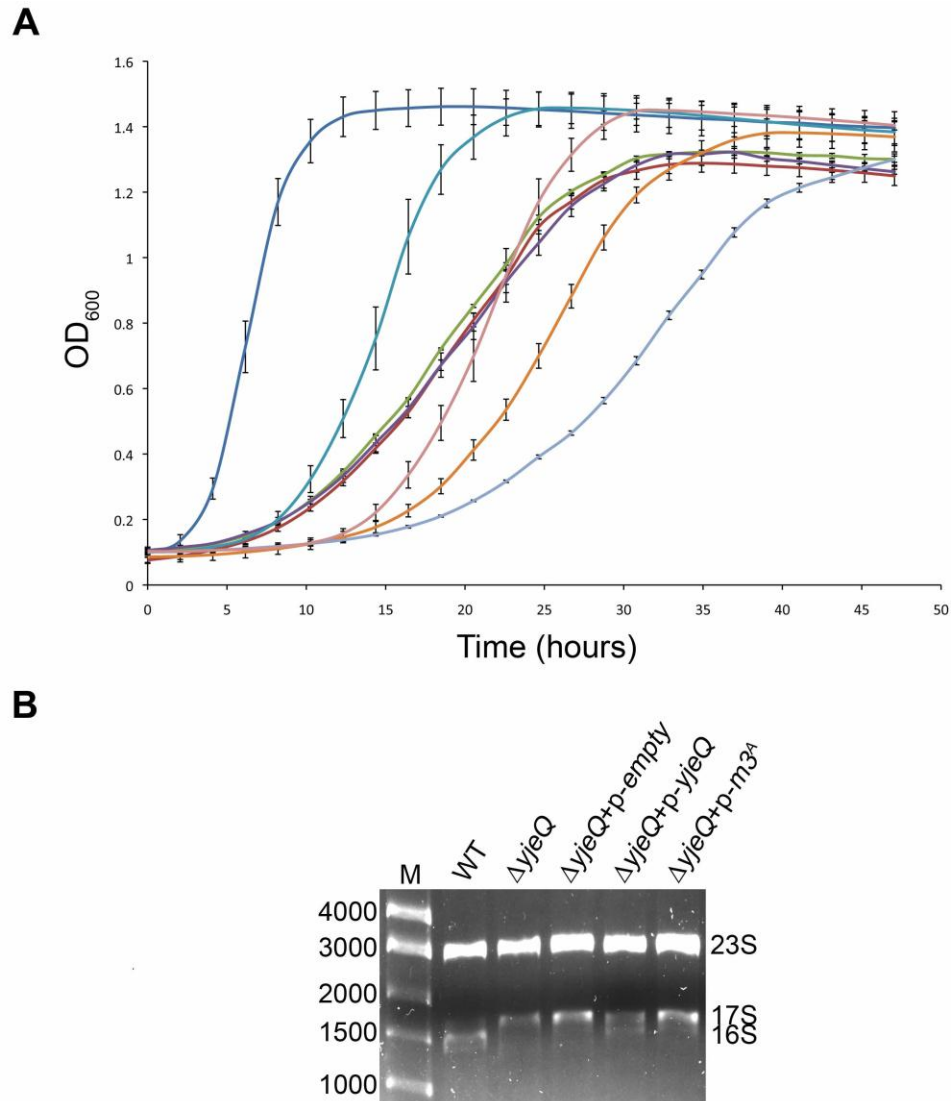 A
1.6
1.4
1.2
1
0.8
0.6
0.4
0.2
0
OD600
0 5 10 15 20 25 30 35 40 45 50
Time (hours)
B
M WT ΔyjeQ ΔyjeQ+p-empty ΔyjeQ+p-yjeQ ΔyjeQ+p-m3A
4000
3000 23S
2000
17S
1500 16S
1000